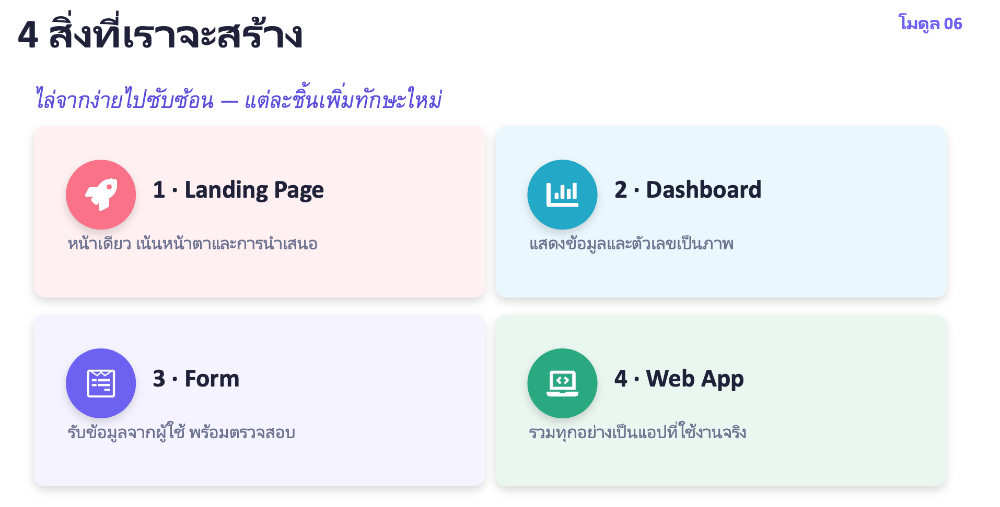 4 สิ่งที่เราจะสร้าง
โมดูล 06
ไล่จากง่ายไปซับซ้อน — แต่ละชิ้นเพิ่มทักษะใหม่
1 · Landing Page
หน้าเดียว เน้นหน้าตาและการนำเสนอ
2 · Dashboard
แสดงข้อมูลและตัวเลขเป็นภาพ
3 · Form
รับข้อมูลจากผู้ใช้ พร้อมตรวจสอบ
4 · Web App
รวมทุกอย่างเป็นแอปที่ใช้งานจริง